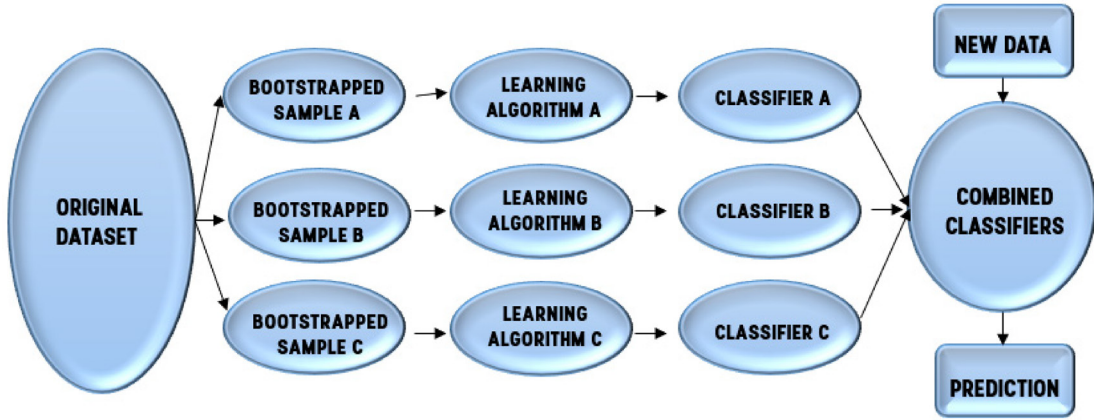 ORIGINAL
DATASET
BOOTSTRAPPED
SAMPLE A
LEARNING
ALGORITHM A
CLASSIFIER A
BOOTSTRAPPED
SAMPLE B
LEARNING
ALGORITHM B
CLASSIFIER B
BOOTSTRAPPED
SAMPLE C
LEARNING
ALGORITHM C
CLASSIFIER C
NEW DATA
COMBINED
CLASSIFIERS
PREDICTION